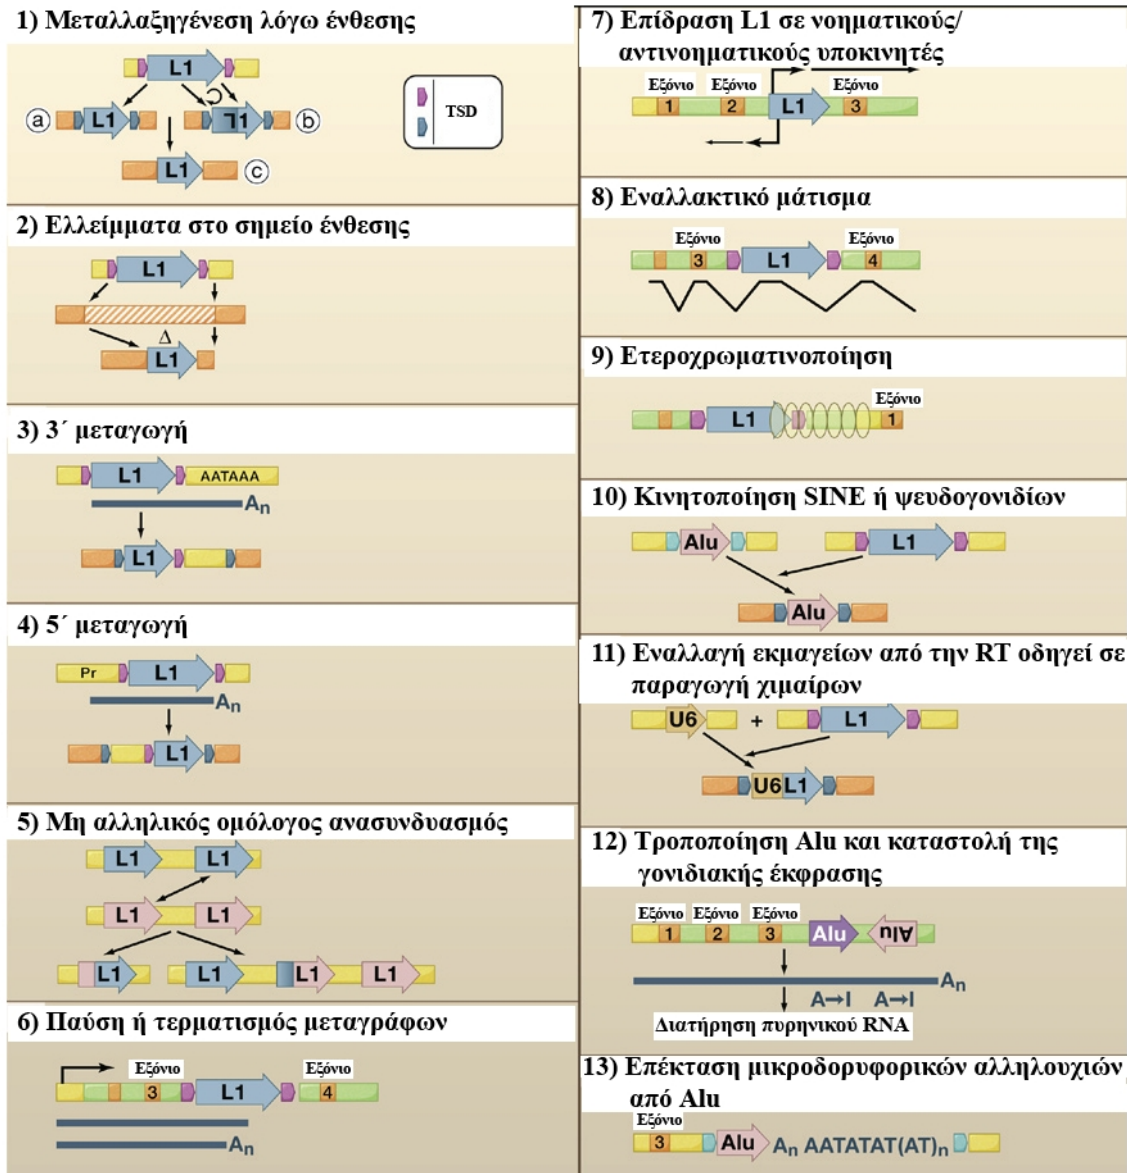 1) Μεταλλαξηγένεση λόγω ένθεσης
L1
a L1 L1 b
L1 c
TSD
2) Ελλείμματα στο σημείο ένθεσης
L1
Δ
L1
3) 3΄ μεταγωγή
L1 AATAAA
An
L1
4) 5΄ μεταγωγή
Pr L1
An
L1
5) Μη αλληλικός ομόλογος ανασυνδυασμός
L1 L1
L1 L1
L1 L1 L1 L1
6) Παύση ή τερματισμός μεταγράφων
Εξόνιο Εξόνιο
3 L1 4
An
7) Επίδραση L1 σε νοηματικούς/
αντινοηματικούς υποκινητές
Εξόνιο Εξόνιο Εξόνιο
1 2 L1 3
8) Εναλλακτικό μάτισμα
Εξόνιο Εξόνιο
3 L1 4
9) Ετεροχρωματινοποίηση
Εξόνιο
L1 1
10) Κινητοποίηση SINE ή ψευδογονιδίων
Alu L1
Alu
11) Εναλλαγή εκμαγείων από την RT οδηγεί σε
παραγωγή χιμαίρων
U6 + L1
U6 L1
12) Τροποποίηση Alu και καταστολή της
γονιδιακής έκφρασης
Εξόνιο Εξόνιο Εξόνιο
1 2 3 Alu Alu
An
A→I A→I
Διατήρηση πυρηνικού RNA
13) Επέκταση μικροδορυφορικών αλληλουχιών
από Alu
Εξόνιο
3 Alu An AATATAT(AT)n